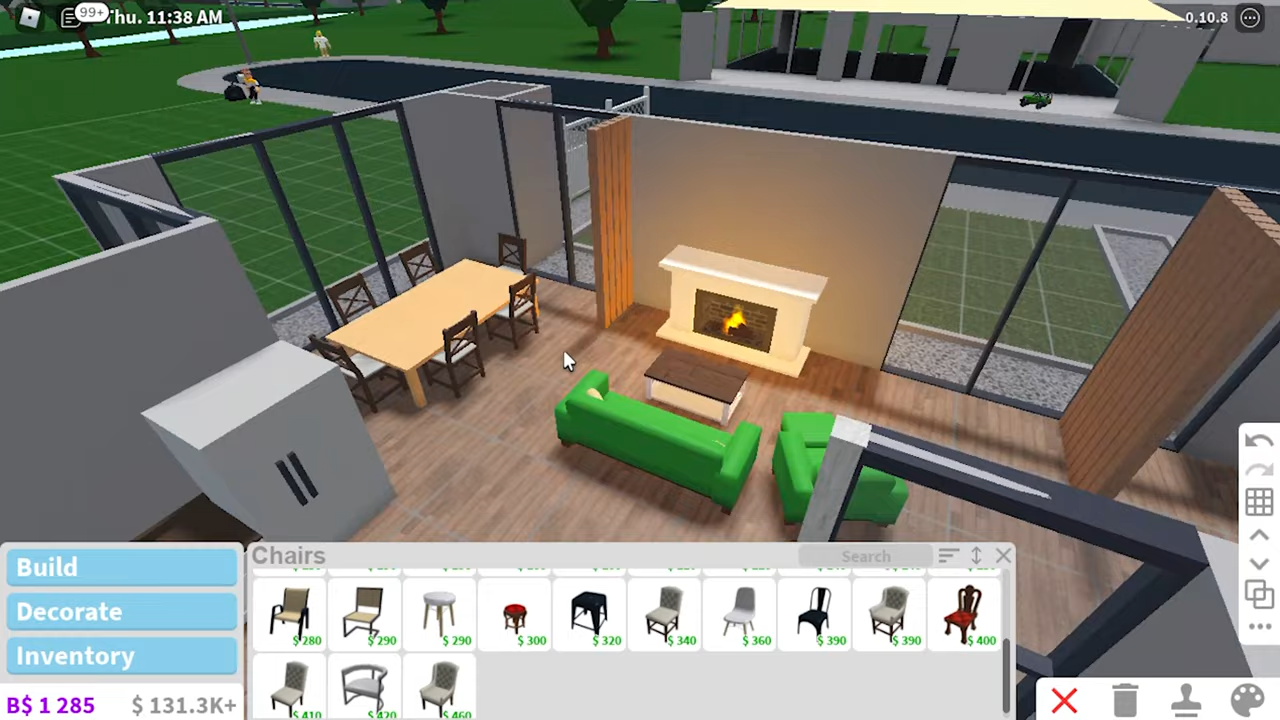 99+
Thu. 11:38 AM
0.10.8
Chairs
Search
Build
Decorate
Inventory
B$ 1 285
$ 131.3K+
$ 280
$ 290
$ 290
$ 300
$ 320
$ 340
$ 360
$ 390
$ 390
$ 400
$ 410
$ 420
$ 460